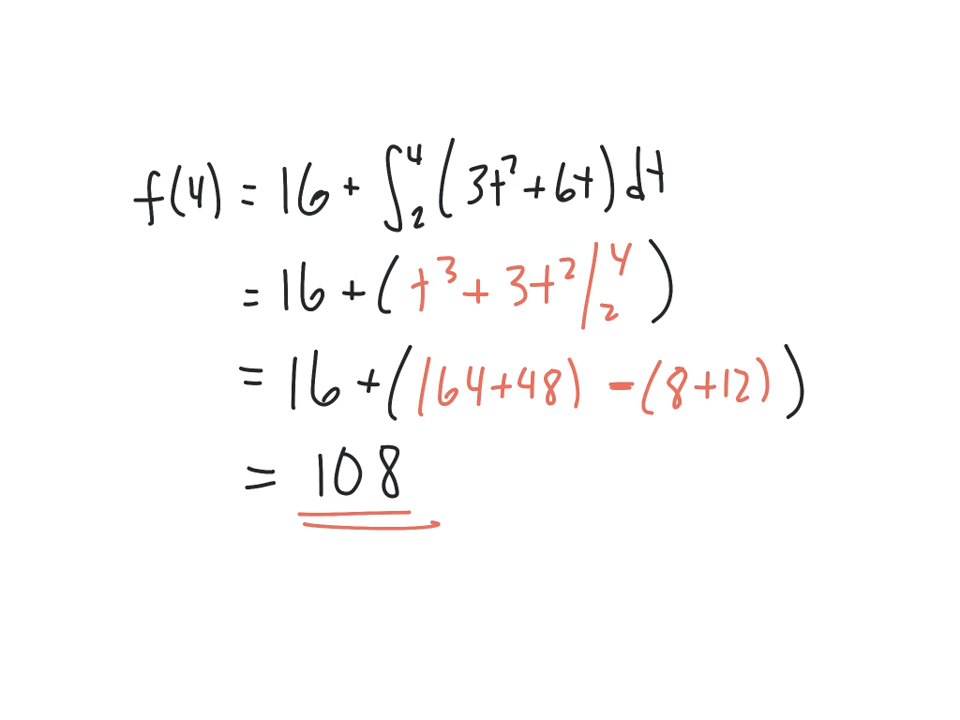 f(4) = 16 + ∫₂⁴ (3t² + 6t) dt
= 16 + (t³ + 3t² |₂⁴)
= 16 + ((64+48) - (8+12))
= 108